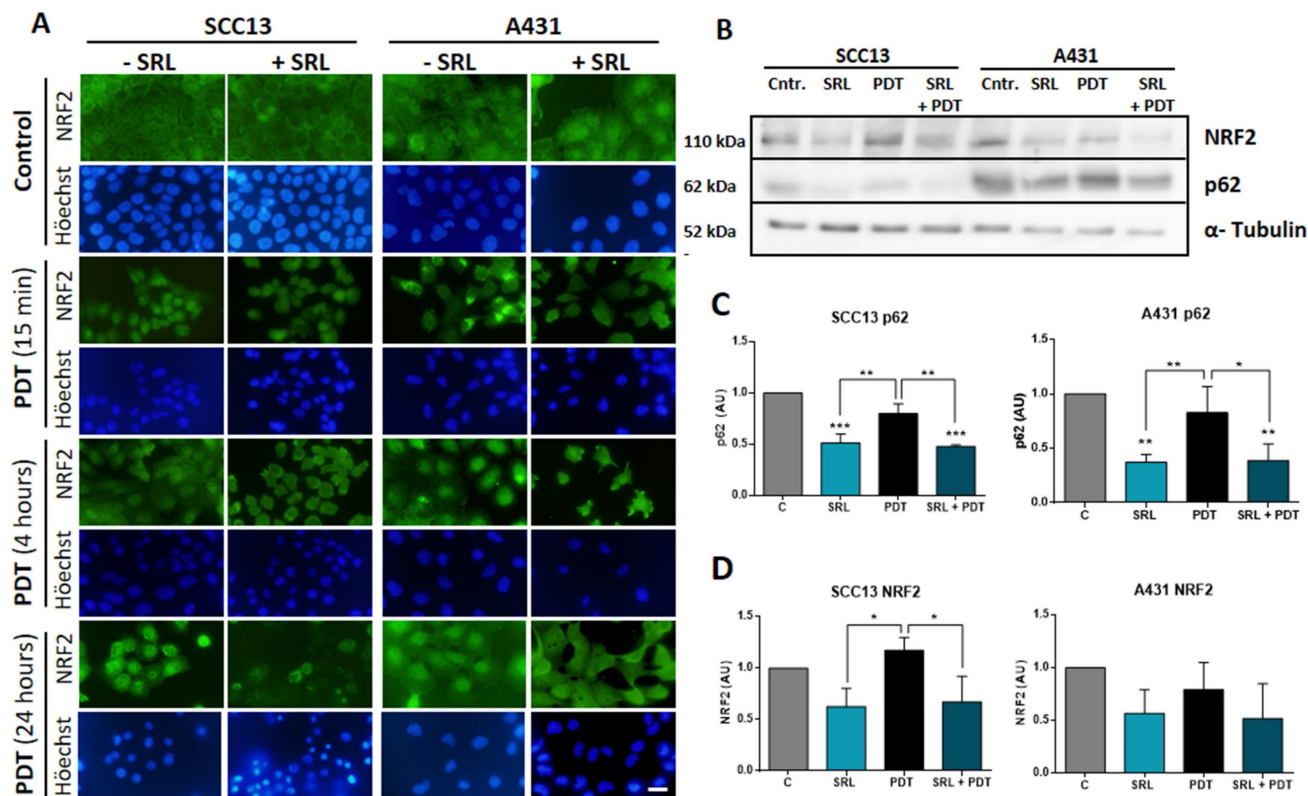 A
SCC13
A431
- SRL
+ SRL
- SRL
+ SRL
Control
NRF2
Höechst
PDT (15 min)
NRF2
Höechst
PDT (4 hours)
NRF2
Höechst
PDT (24 hours)
NRF2
Höechst
B
SCC13
A431
Cntr.
SRL
PDT
SRL
+ PDT
Cntr.
SRL
PDT
SRL
+ PDT
110 kDa
NRF2
62 kDa
p62
52 kDa
α- Tubulin
-
C
SCC13 p62
p62 (AU)
1.5
1.0
0.5
1.0
***
**
**
***
C
SRL
PDT
SRL + PDT
A431 p62
p62 (AU)
1.5
1.0
0.5
0.0
**
**
*
**
C
SRL
PDT
SRL + PDT
D
SCC13 NRF2
NRF2 (AU)
1.5
1.0
0.5
0.0
*
*
C
SRL
PDT
SRL + PDT
A431 NRF2
NRF2 (AU)
1.5
1.0
0.5
0.0
C
SRL
PDT
SRL + PDT